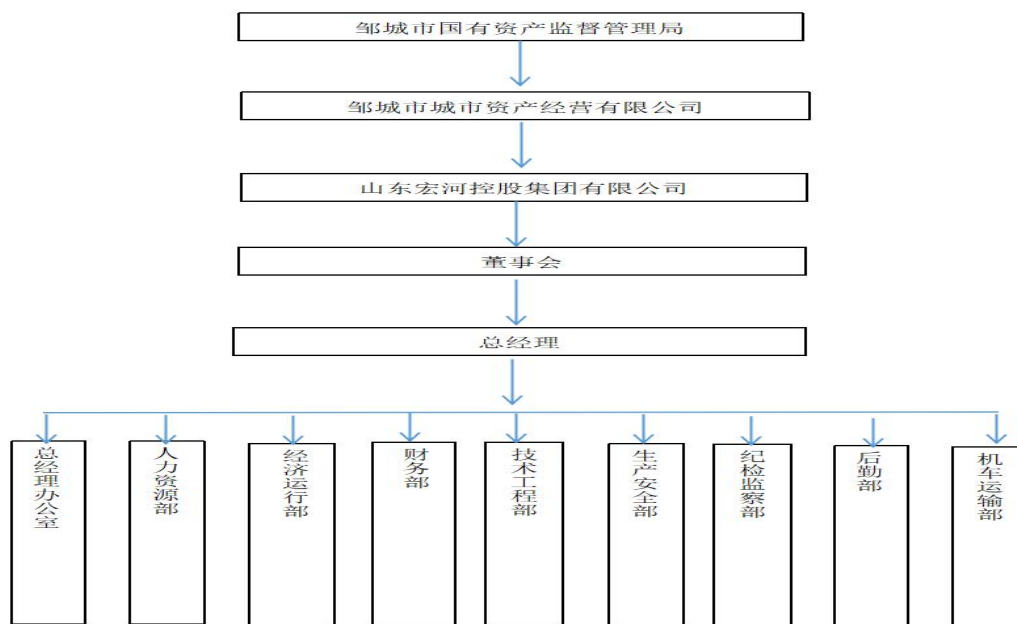 邹城市国有资产监督管理局
邹城市城市资产经营有限公司
山东宏河控股集团有限公司
董事会
总经理
总经理办公室
人力资源部
经济运行部
财务部
技术工程部
生产安全部
纪检监察部
后勤部
机车运输部